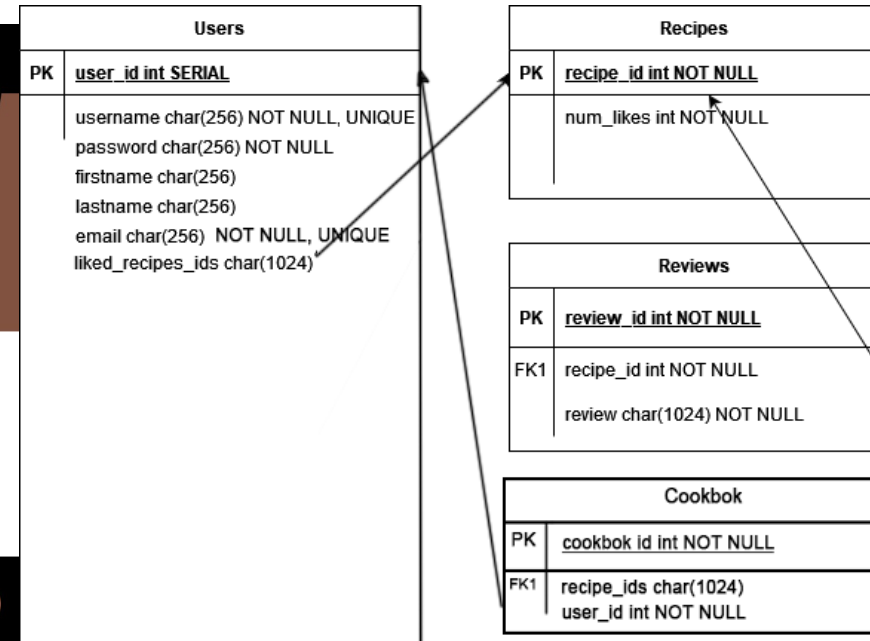 Users
PK user_id int SERIAL
username char(256) NOT NULL, UNIQUE
password char(256) NOT NULL
firstname char(256)
lastname char(256)
email char(256) NOT NULL, UNIQUE
liked_recipes_ids char(1024)
Recipes
PK recipe_id int NOT NULL
num_likes int NOT NULL
Reviews
PK review_id int NOT NULL
FK1 recipe_id int NOT NULL
review char(1024) NOT NULL
Cookbok
PK cookbok id int NOT NULL
FK1 recipe_ids char(1024)
user_id int NOT NULL